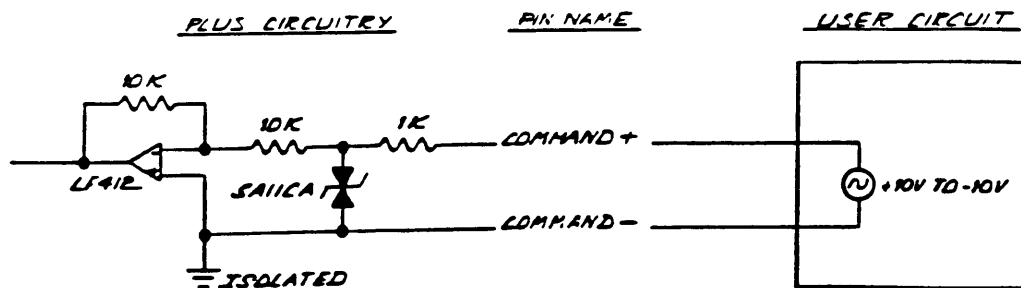 PLUS CIRCUITRY
PIN NAME
USER CIRCUIT
10K
10K
1K
COMMAND+
LF412
SA11CA
+10V TO -10V
COMMAND-
ISOLATED